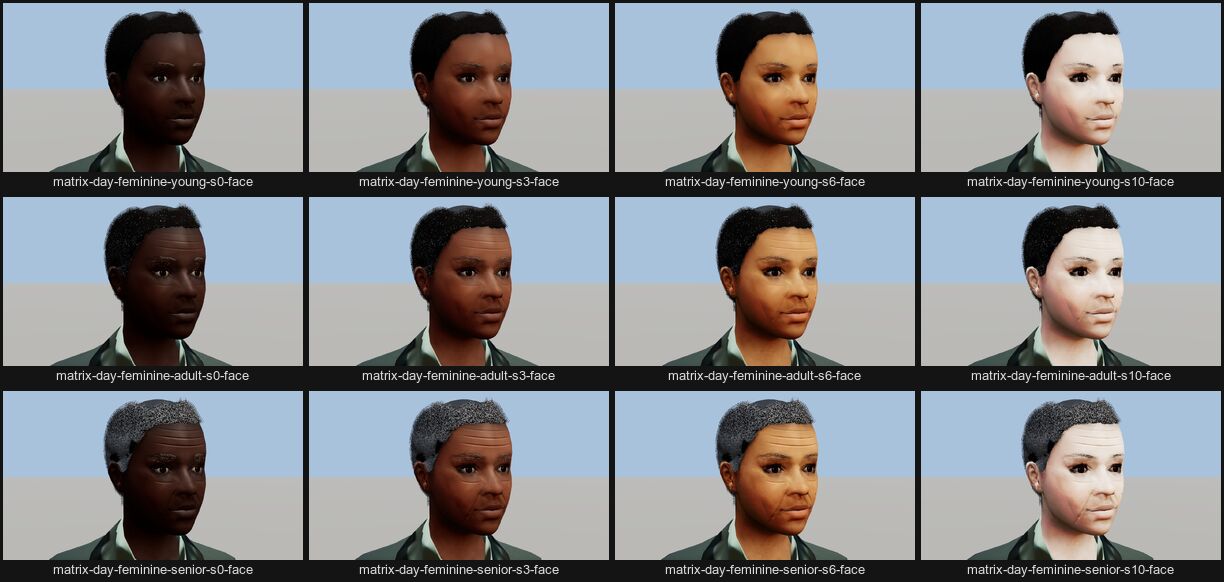 matrix-day-feminine-young-s0-face
matrix-day-feminine-young-s3-face
matrix-day-feminine-young-s6-face
matrix-day-feminine-young-s10-face
matrix-day-feminine-adult-s0-face
matrix-day-feminine-adult-s3-face
matrix-day-feminine-adult-s6-face
matrix-day-feminine-adult-s10-face
matrix-day-feminine-senior-s0-face
matrix-day-feminine-senior-s3-face
matrix-day-feminine-senior-s6-face
matrix-day-feminine-senior-s10-face